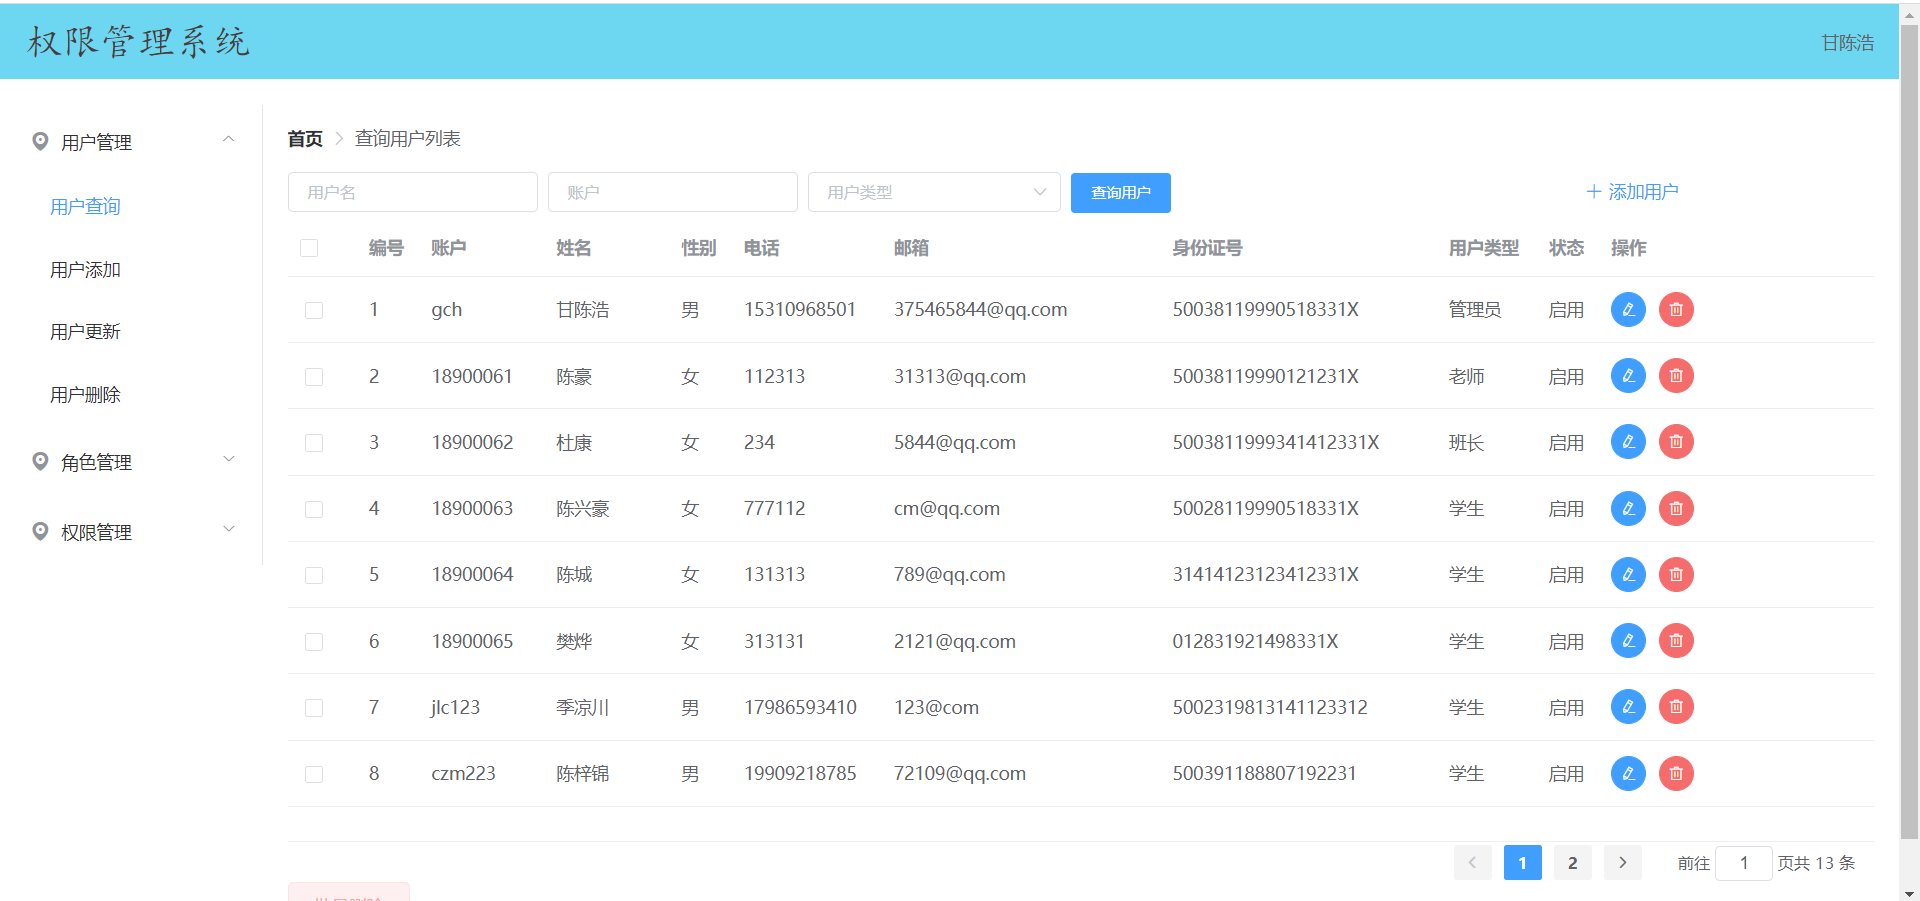 权限管理系统
甘陈浩
用户管理
用户查询
用户添加
用户更新
用户删除
角色管理
权限管理
首页 > 查询用户列表
用户名 账户 用户类型 查询用户 + 添加用户
编号 账户 姓名 性别 电话 邮箱 身份证号 用户类型 状态 操作
1 gch 甘陈浩 男 15310968501 375465844@qq.com 50038119990518331X 管理员 启用
2 18900061 陈豪 女 112313 31313@qq.com 50038119990121231X 老师 启用
3 18900062 杜康 女 234 5844@qq.com 5003811999341412331X 班长 启用
4 18900063 陈兴豪 女 777112 cm@qq.com 50028119990518331X 学生 启用
5 18900064 陈城 女 131313 789@qq.com 31414123123412331X 学生 启用
6 18900065 樊烨 女 313131 2121@qq.com 012831921498331X 学生 启用
7 jlc123 季凉川 男 17986593410 123@com 5002319813141123312 学生 启用
8 czm223 陈梓锦 男 19909218785 72109@qq.com 500391188807192231 学生 启用
1 2 前往 1 页共 13 条